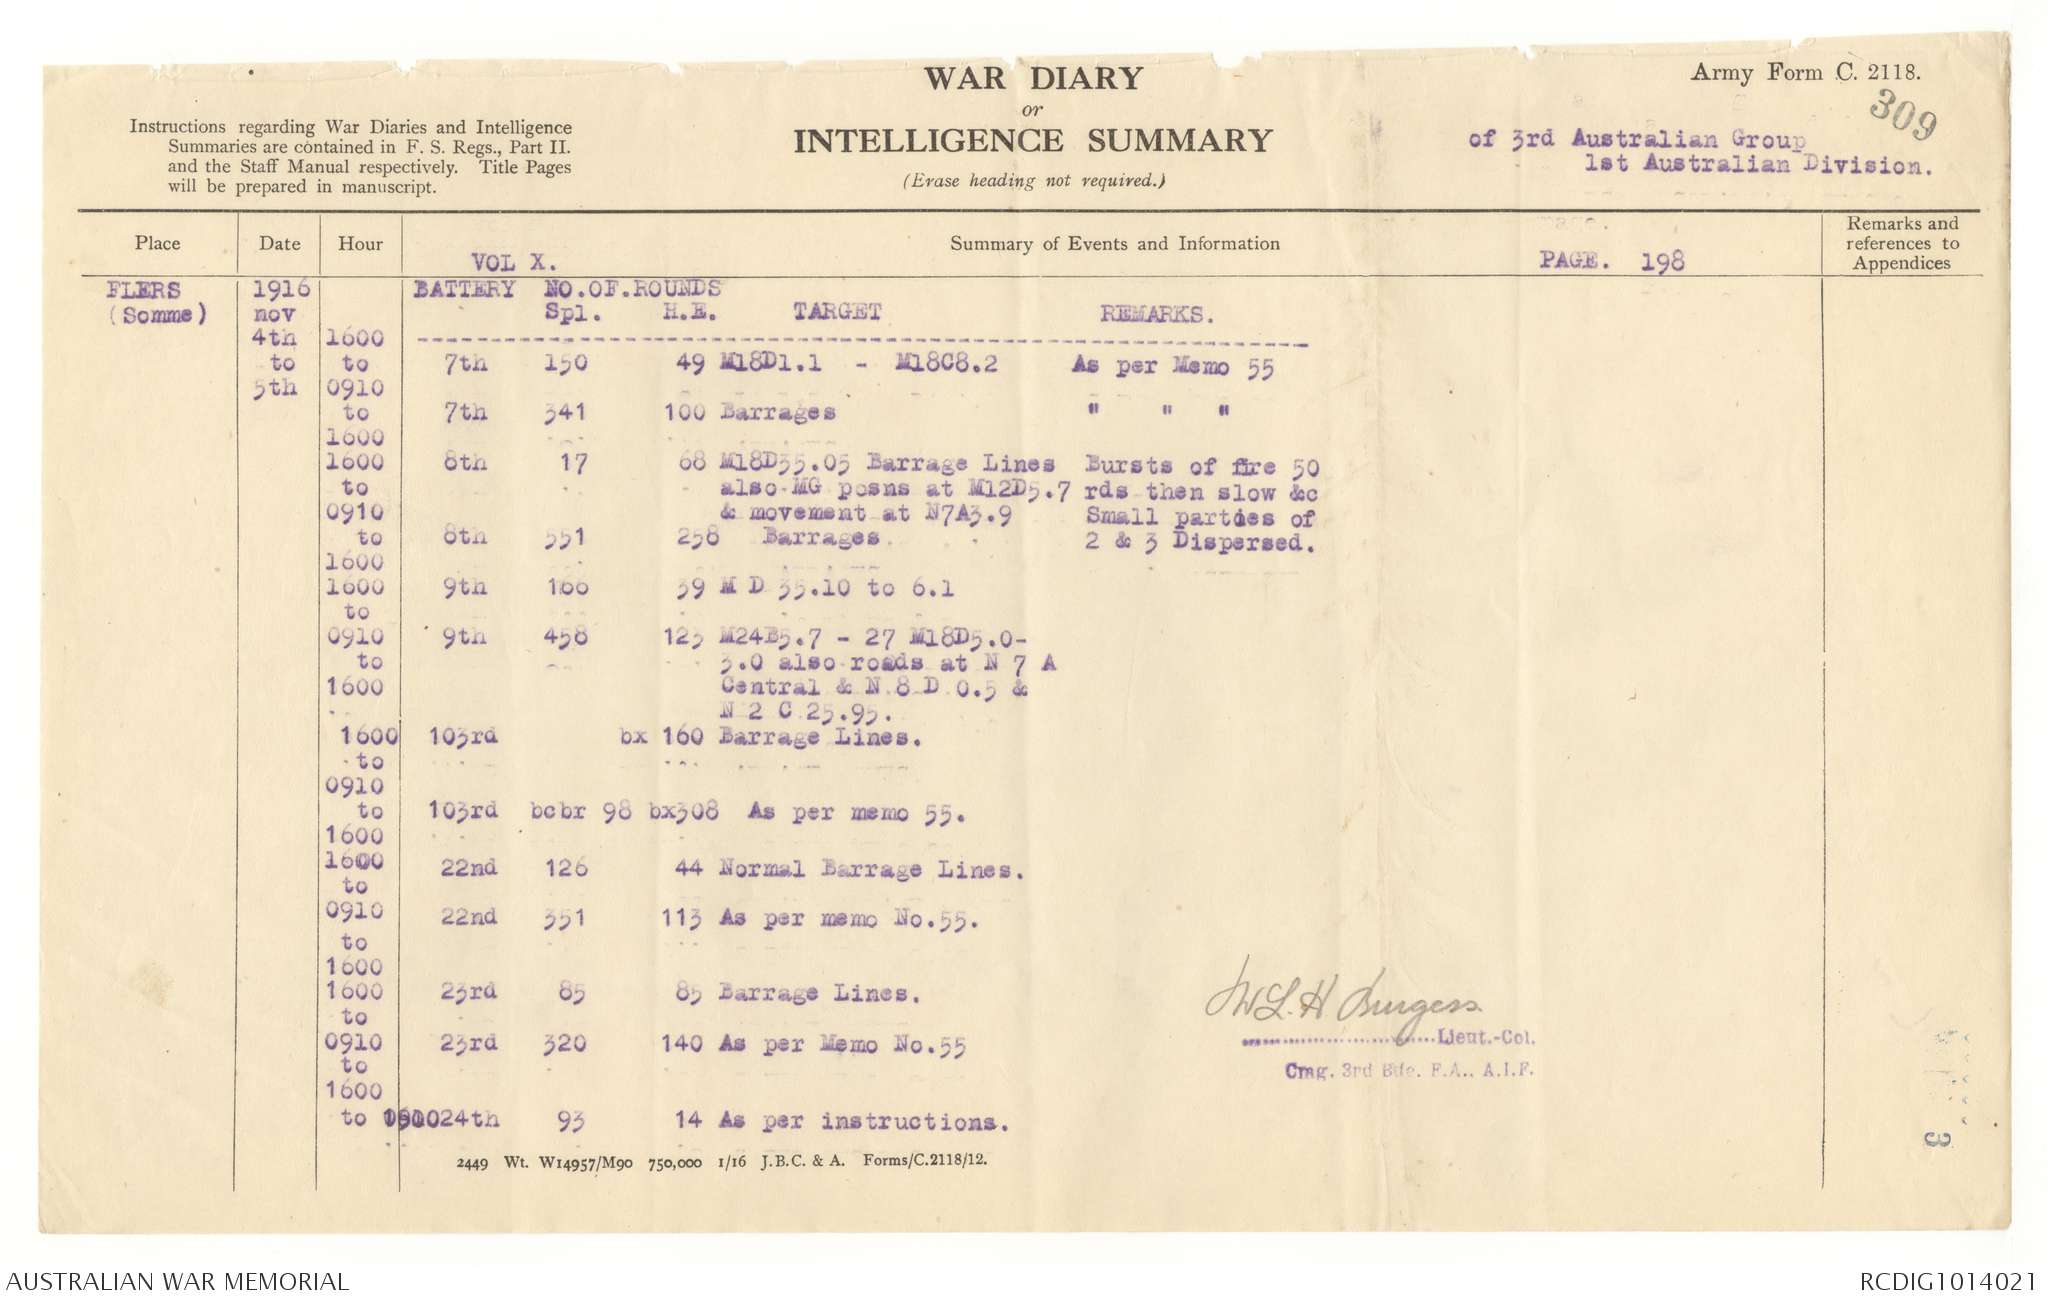 WAR DIARY
or
INTELLIGENCE SUMMARY
(Erase heading not required.)
Army Form C. 2118.
309
Instructions regarding War Diaries and Intelligence
Summaries are contained in F. S. Regs., Part II.
and the Staff Manual respectively. Title Pages
will be prepared in manuscript.
of 3rd Australian Group
1st Australian Division.
Place Date Hour Summary of Events and Information Remarks and
references to
Appendices
VOL X. PAGE. 198
FLERS 1916 BATTERY NO.OF.ROUNDS
(Somme) nov Spl. H.E. TARGET REMARKS.
4th 1600
to to 7th 150 49 M18D1.1 - M18C8.2 As per Memo 55
5th 0910
to 7th 341 100 Barrages " " "
1600
1600 8th 17 68 M18D35.05 Barrage Lines Bursts of fire 50
to also MG posns at M12D5.7 rds then slow &c
0910 & movement at N7A3.9 Small parties of
to 8th 551 258 Barrages 2 & 3 Dispersed.
1600
1600 9th 166 39 M D 35.10 to 6.1
to
0910 9th 458 123 M24B5.7 - 27 M18D5.0-
to 3.0 also roads at N 7 A
1600 Central & N 8 D 0.5 &
N 2 C 25.95.
1600 103rd bx 160 Barrage Lines.
to
0910
to 103rd bcbr 98 bx308 As per memo 55.
1600
1600 22nd 126 44 Normal Barrage Lines.
to
0910 22nd 351 113 As per memo No.55.
to
1600
1600 23rd 85 85 Barrage Lines.
to
0910 23rd 320 140 As per Memo No.55
to
1600
to 24th 93 14 As per instructions.
WLH Burgess
Lieut.-Col.
Cmg. 3rd Bde. F.A., A.I.F.
3
2449 Wt. W14957/M90 750,000 1/16 J.B.C. & A. Forms/C.2118/12.
AUSTRALIAN WAR MEMORIAL
RCDIG1014021